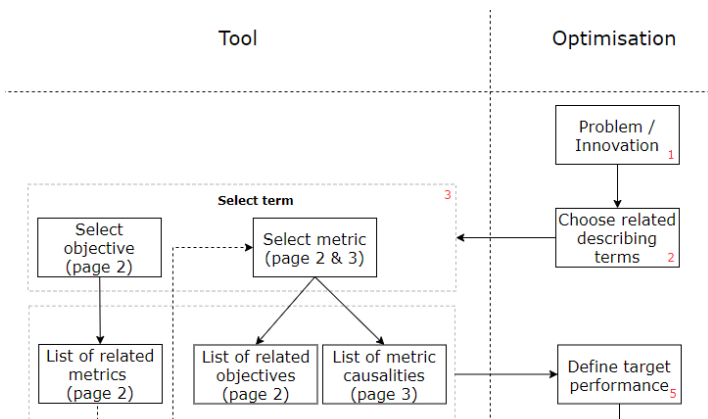 Tool
Optimisation
Problem /
Innovation
1
Select term
3
Select
objective
(page 2)
Select metric
(page 2 & 3)
Choose related
describing
terms
2
List of related
metrics
(page 2)
List of related
objectives
(page 2)
List of metric
causalities
(page 3)
Define target
performance
5